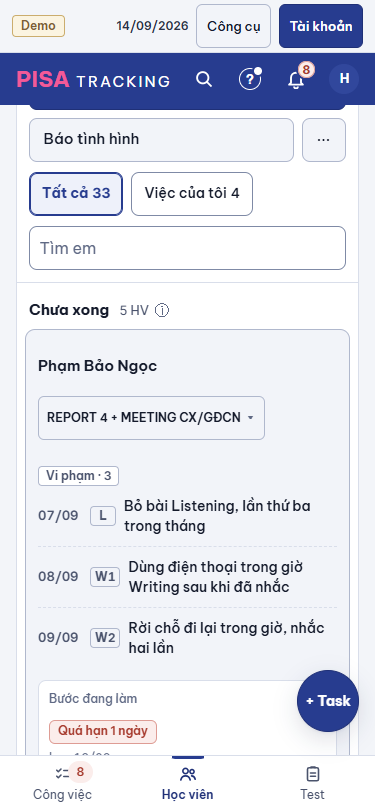 Demo
14/09/2026
Công cụ
Tài khoản
PISA TRACKING
?
8
H
Báo tình hình
...
Tất cả 33
Việc của tôi 4
Tìm em
Chưa xong 5 HV
Phạm Bảo Ngọc
REPORT 4 + MEETING CX/GĐCN
Vi phạm · 3
07/09 L Bỏ bài Listening, lần thứ ba
trong tháng
08/09 W1 Dùng điện thoại trong giờ
Writing sau khi đã nhắc
09/09 W2 Rời chỗ đi lại trong giờ, nhắc
hai lần
Bước đang làm
Quá hạn 1 ngày
+ Task
8
Công việc
Học viên
Test